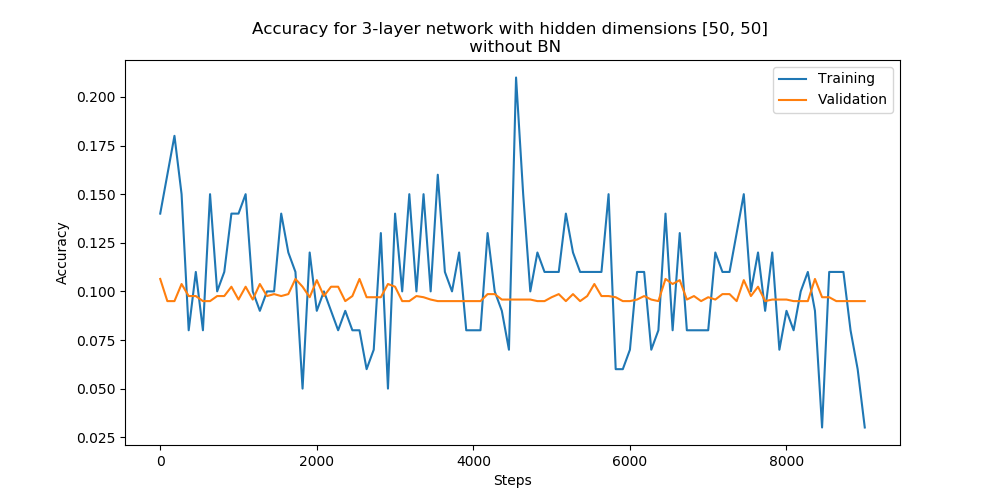 Accuracy for 3-layer network with hidden dimensions [50, 50]
without BN
Training
Validation
Accuracy
0.200
0.175
0.150
0.125
0.100
0.075
0.050
0.025
0 2000 4000 6000 8000
Steps